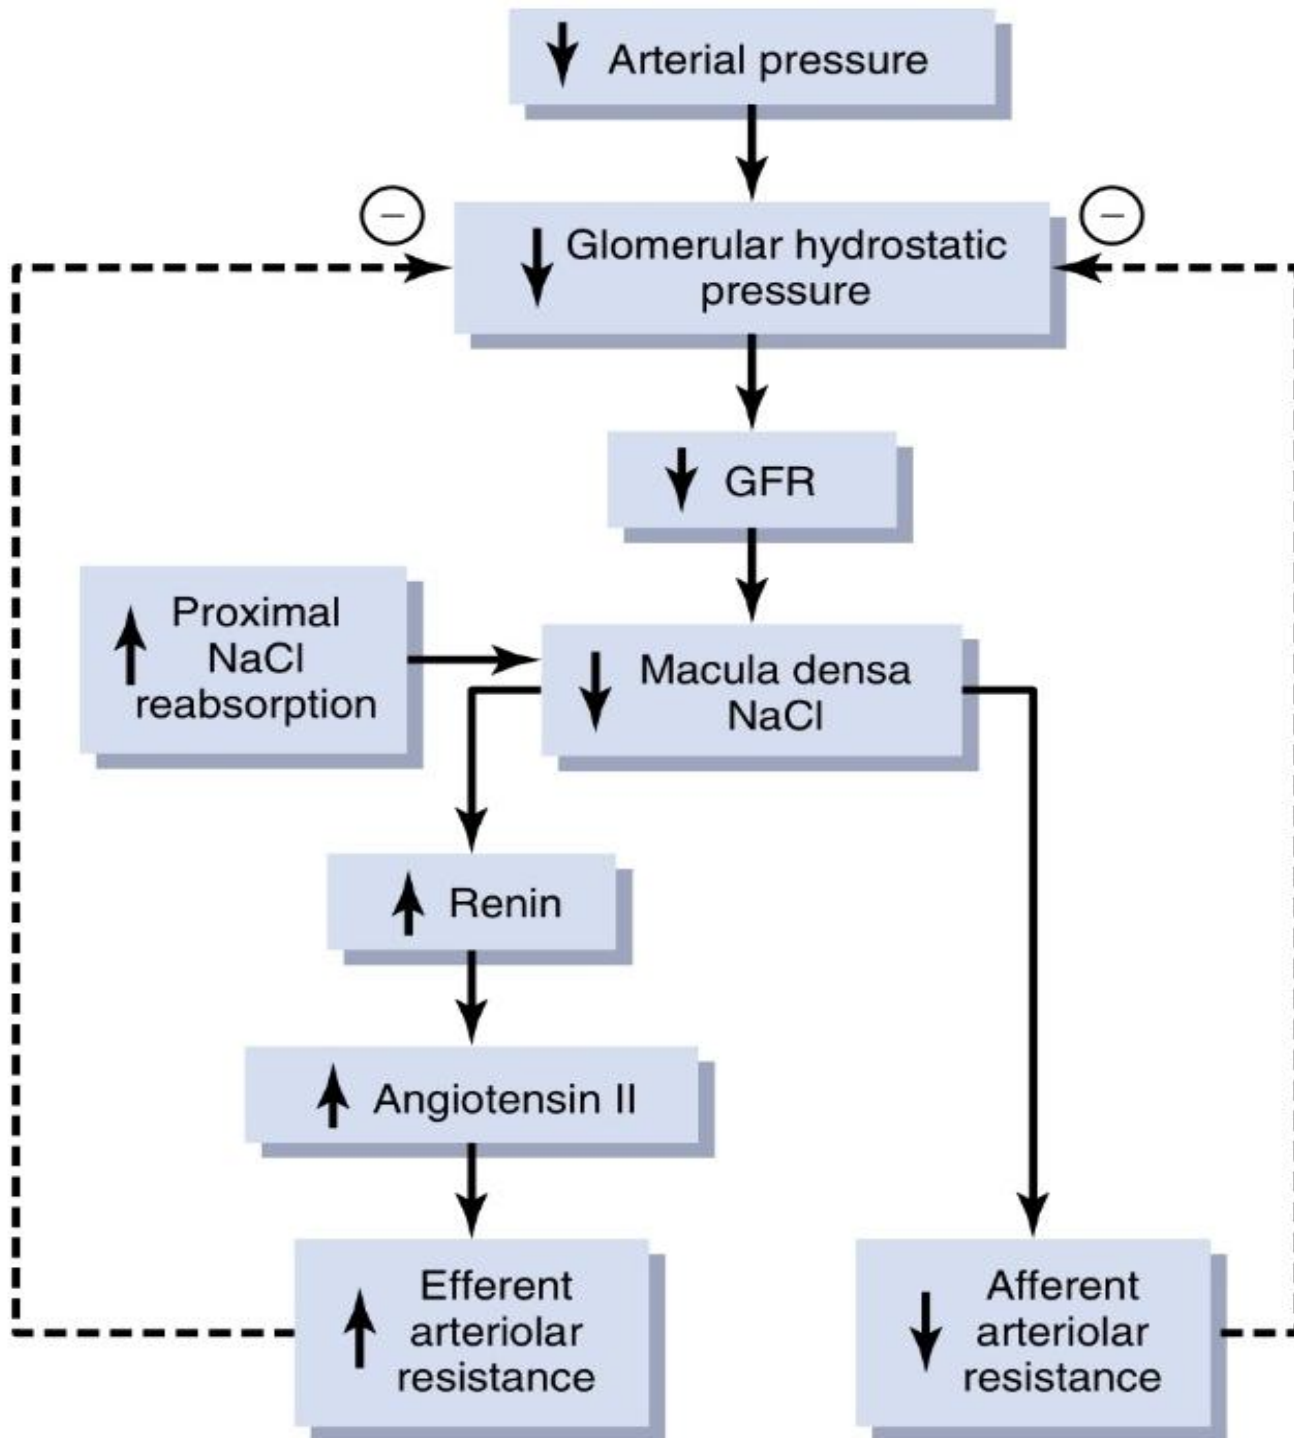 ↓ Arterial pressure
−
−
↓ Glomerular hydrostatic
pressure
↓ GFR
↑ Proximal
NaCl
reabsorption
↓ Macula densa
NaCl
↑ Renin
↑ Angiotensin II
↑ Efferent
arteriolar
resistance
↓ Afferent
arteriolar
resistance